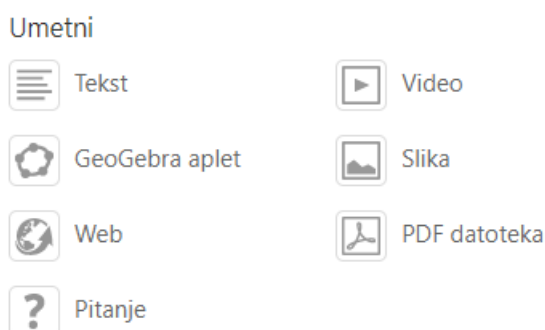 Umetni
Tekst
Video
GeoGebra aplet
Slika
Web
PDF datoteka
Pitanje